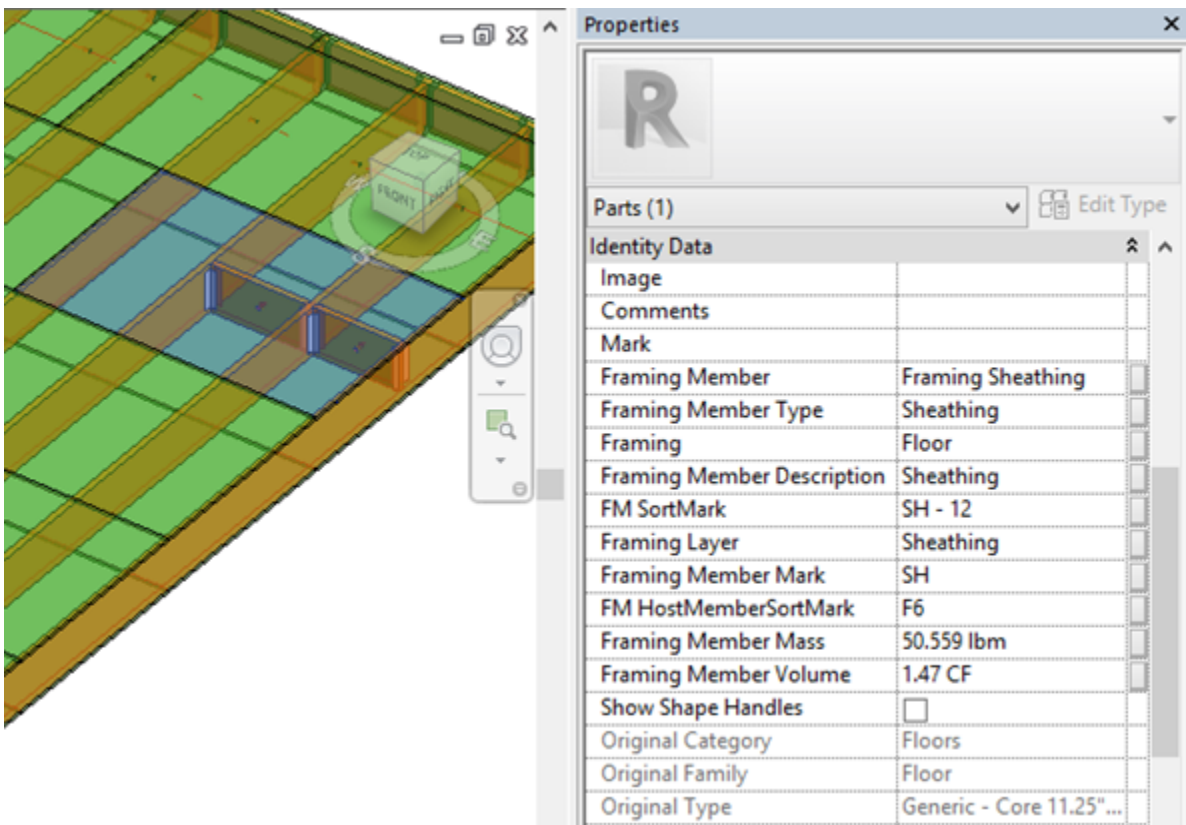 Properties
R
Parts (1)
Edit Type
Identity Data
Image
Comments
Mark
Framing Member Framing Sheathing
Framing Member Type Sheathing
Framing Floor
Framing Member Description Sheathing
FM SortMark SH - 12
Framing Layer Sheathing
Framing Member Mark SH
FM HostMemberSortMark F6
Framing Member Mass 50.559 lbm
Framing Member Volume 1.47 CF
Show Shape Handles
Original Category Floors
Original Family Floor
Original Type Generic - Core 11.25"...
TOP
FRONT